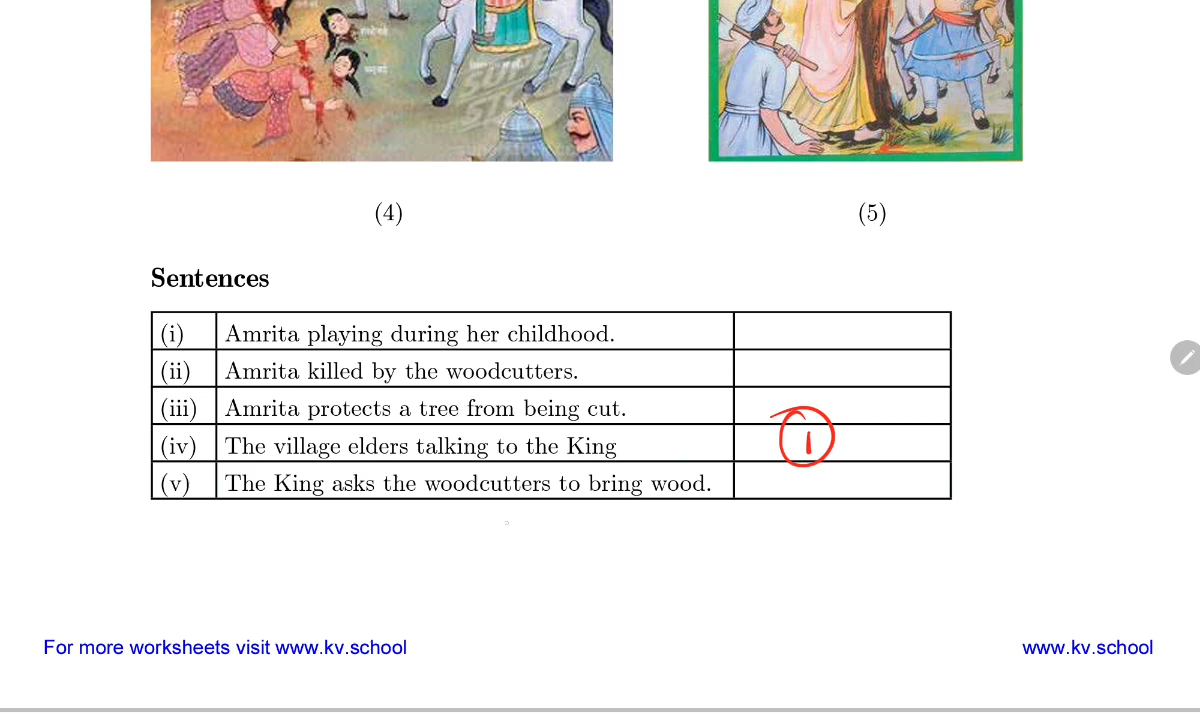 (4)
(5)
Sentences
(i) Amrita playing during her childhood.
(ii) Amrita killed by the woodcutters.
(iii) Amrita protects a tree from being cut.
(iv) The village elders talking to the King 1
(v) The King asks the woodcutters to bring wood.
For more worksheets visit www.kv.school
www.kv.school